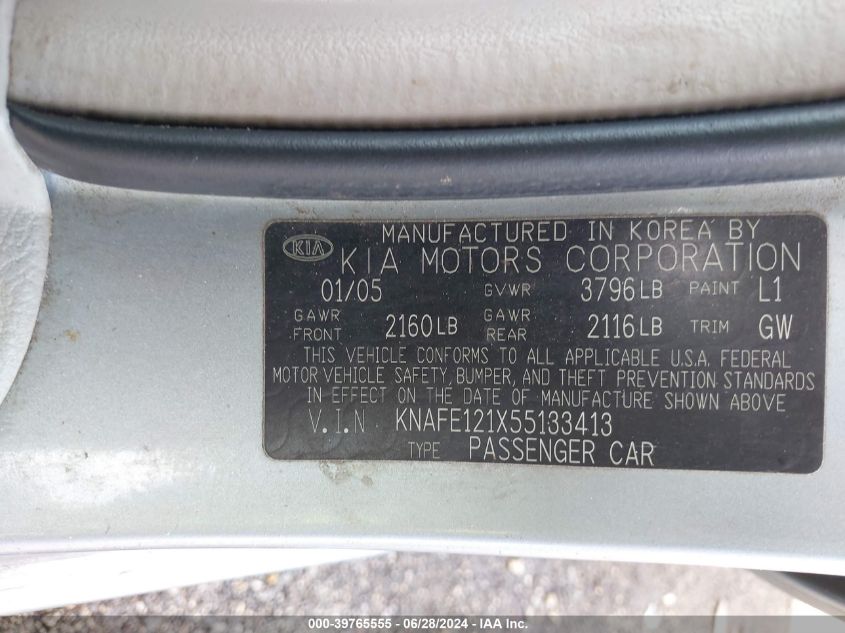 MANUFACTURED IN KOREA BY
KIA KIA MOTORS CORPORATION
01/05 GVWR 3796LB PAINT L1
GAWR FRONT 2160LB GAWR REAR 2116LB TRIM GW
THIS VEHICLE CONFORMS TO ALL APPLICABLE U.S.A. FEDERAL
MOTOR VEHICLE SAFETY, BUMPER, AND THEFT PREVENTION STANDARDS
IN EFFECT ON THE DATE OF MANUFACTURE SHOWN ABOVE
V.I.N KNAFE121X55133413
TYPE PASSENGER CAR
000-39765555 - 06/28/2024 - IAA Inc.